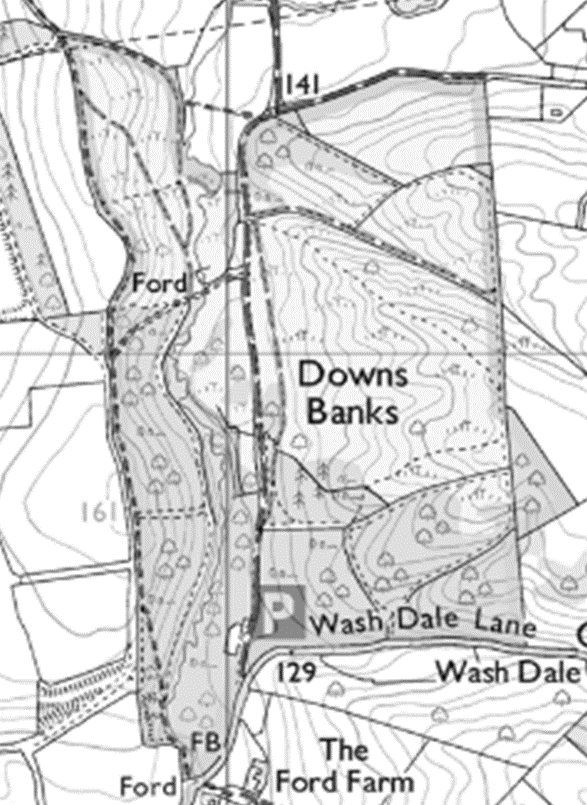 141
Ford
Downs
Banks
161
P
Wash Dale Lane
129
Wash Dale
FB
The
Ford Farm
Ford